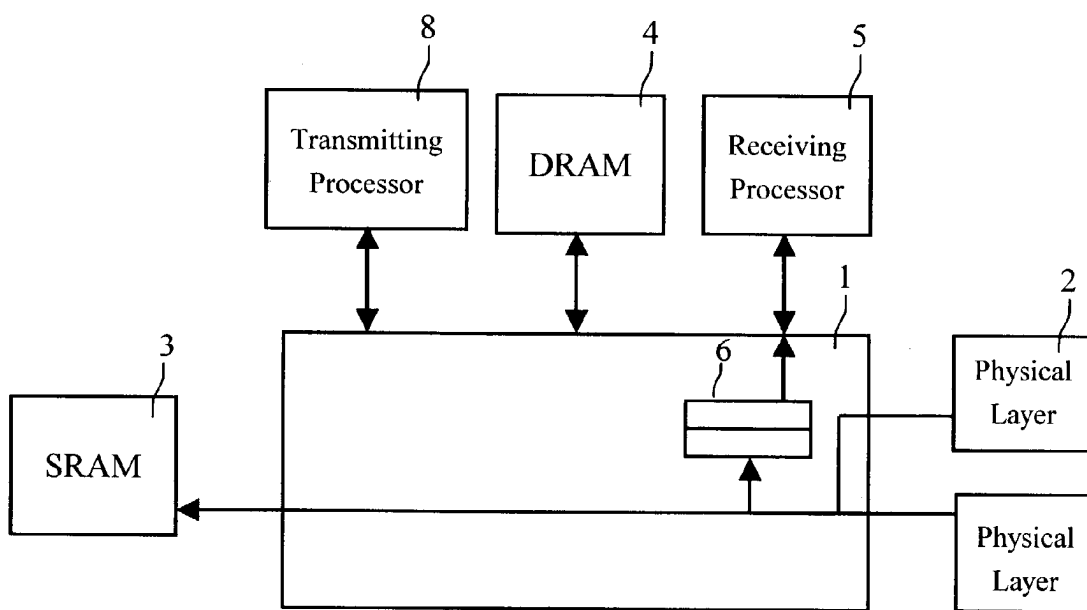 8
4
5
Transmitting
Processor
DRAM
Receiving
Processor
1
2
3
6
Physical
Layer
SRAM
Physical
Layer